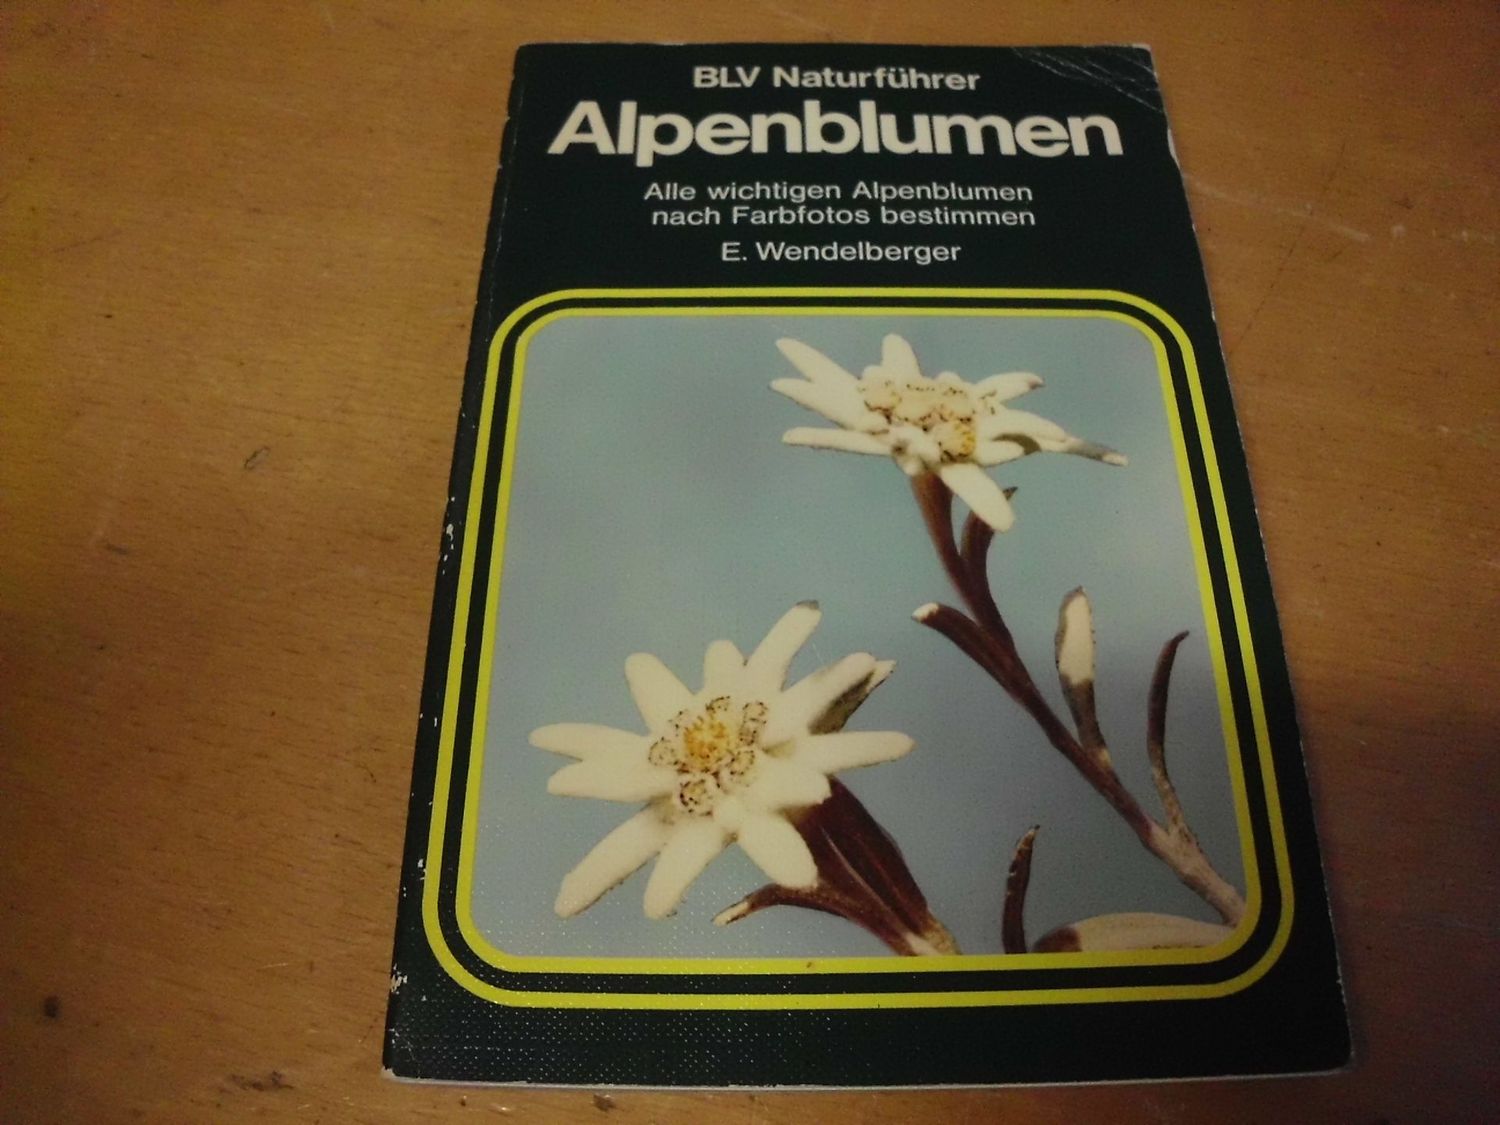 BLV Naturführer
Alpenblumen
Alle wichtigen Alpenblumen
nach Farbfotos bestimmen
E. Wendelberger